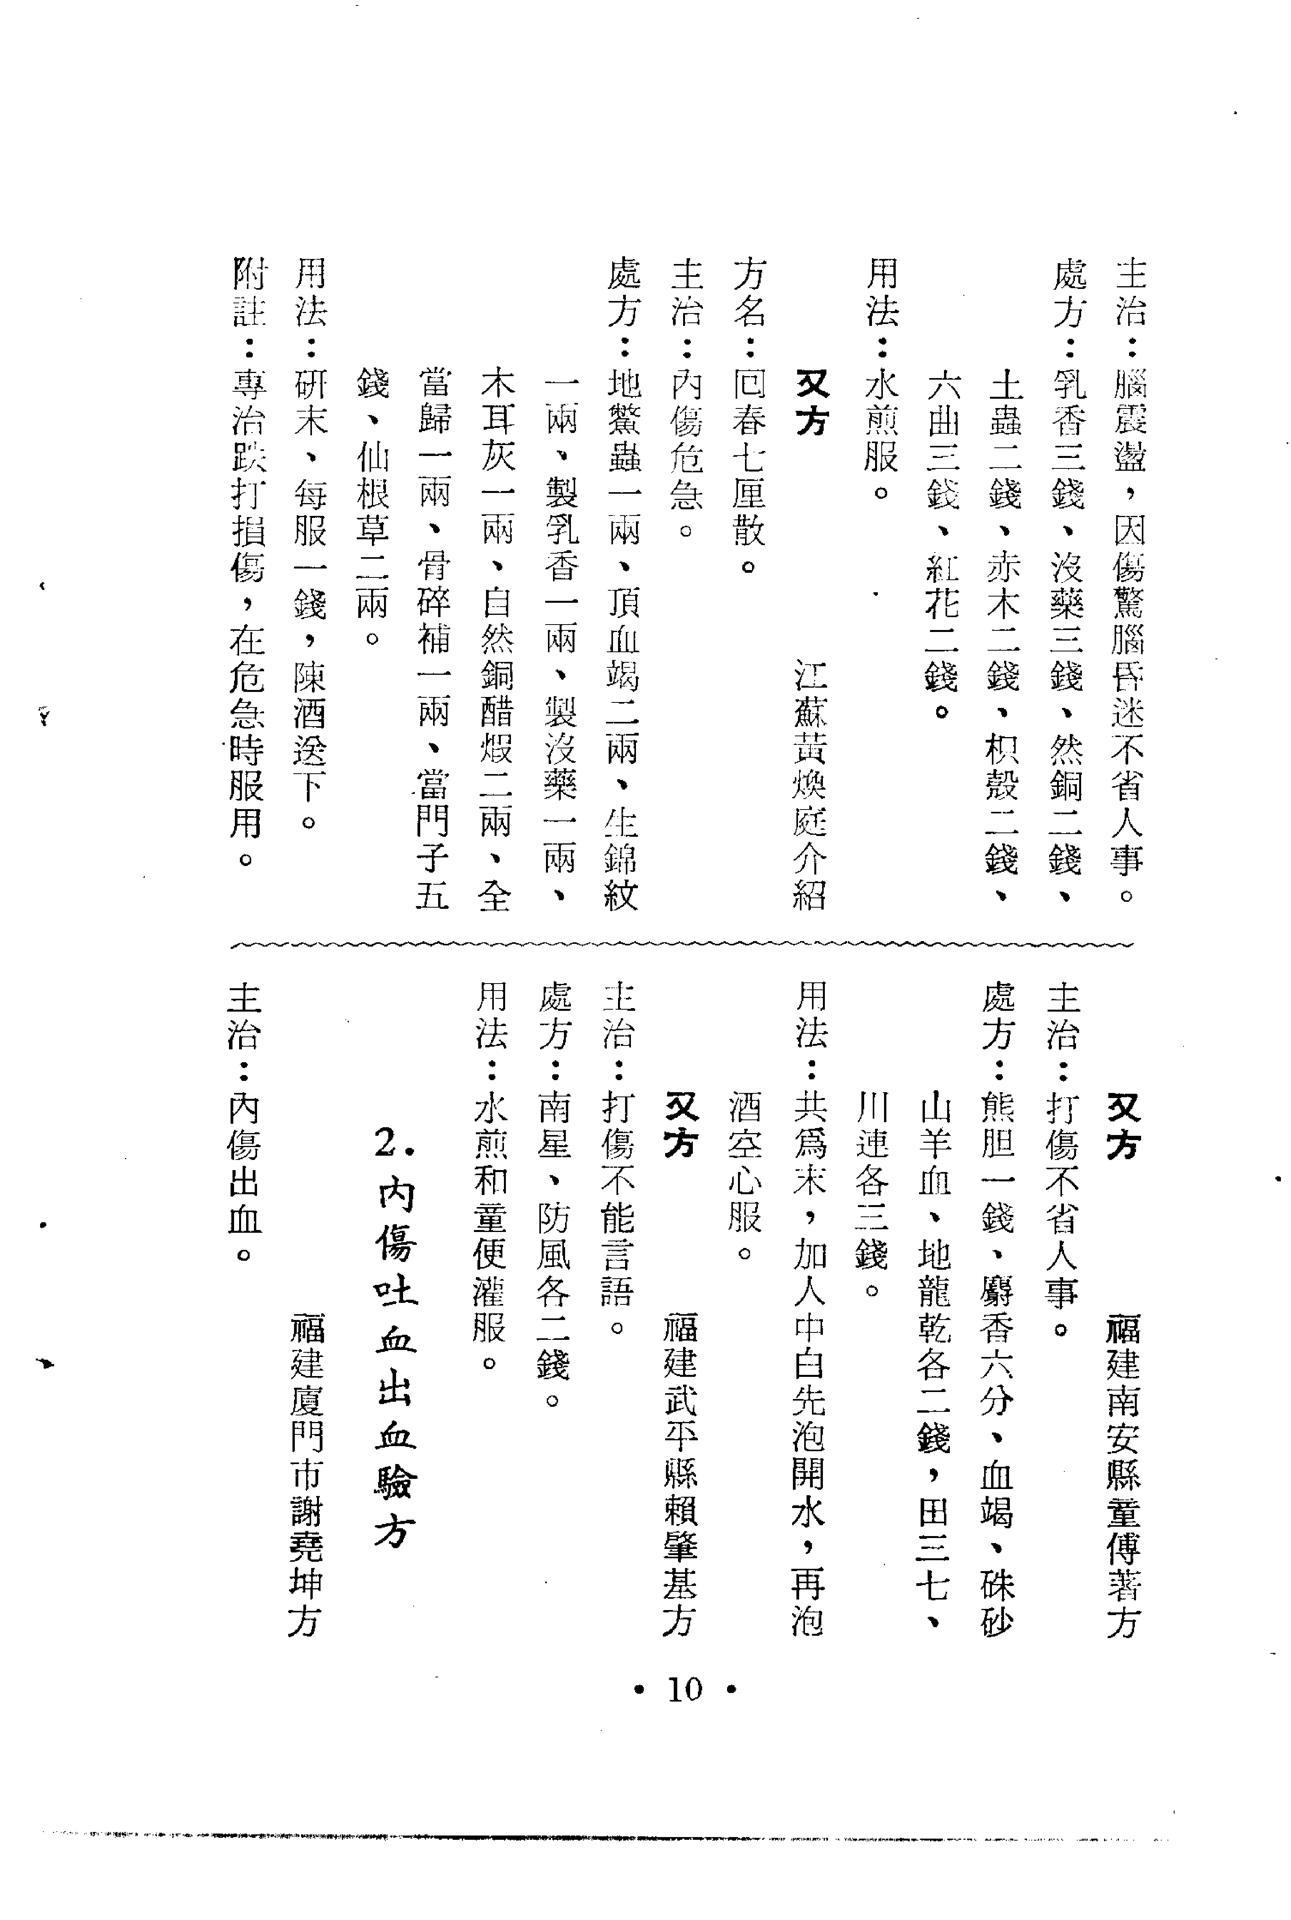 主治：腦震盪，因傷驚腦昏迷不省人事。
處方：乳香三錢、沒藥三錢、然銅二錢、
土蟲二錢、赤木二錢、枳殼二錢、
六曲三錢、紅花二錢。
用法：水煎服。
又方　江蘇黃煥庭介紹
方名：回春七厘散。
主治：內傷危急。
處方：地鱉蟲一兩、頂血竭二兩、生錦紋
一兩、製乳香一兩、製沒藥一兩、
木耳灰一兩、自然銅醋煆二兩、全
當歸一兩、骨碎補一兩、當門子五
錢、仙根草二兩。
用法：研末、每服一錢，陳酒送下。
附註：專治跌打損傷，在危急時服用。
又方　福建南安縣童傅著方
主治：打傷不省人事。
處方：熊胆一錢、麝香六分、血竭、硃砂
山羊血、地龍乾各二錢，田三七、
川連各三錢。
用法：共為末，加人中白先泡開水，再泡
酒空心服。
又方　福建武平縣賴肇基方
主治：打傷不能言語。
處方：南星、防風各二錢。
用法：水煎和童便灌服。
2.內傷吐血出血驗方
福建廈門市謝堯坤方
主治：內傷出血。
• 10 •